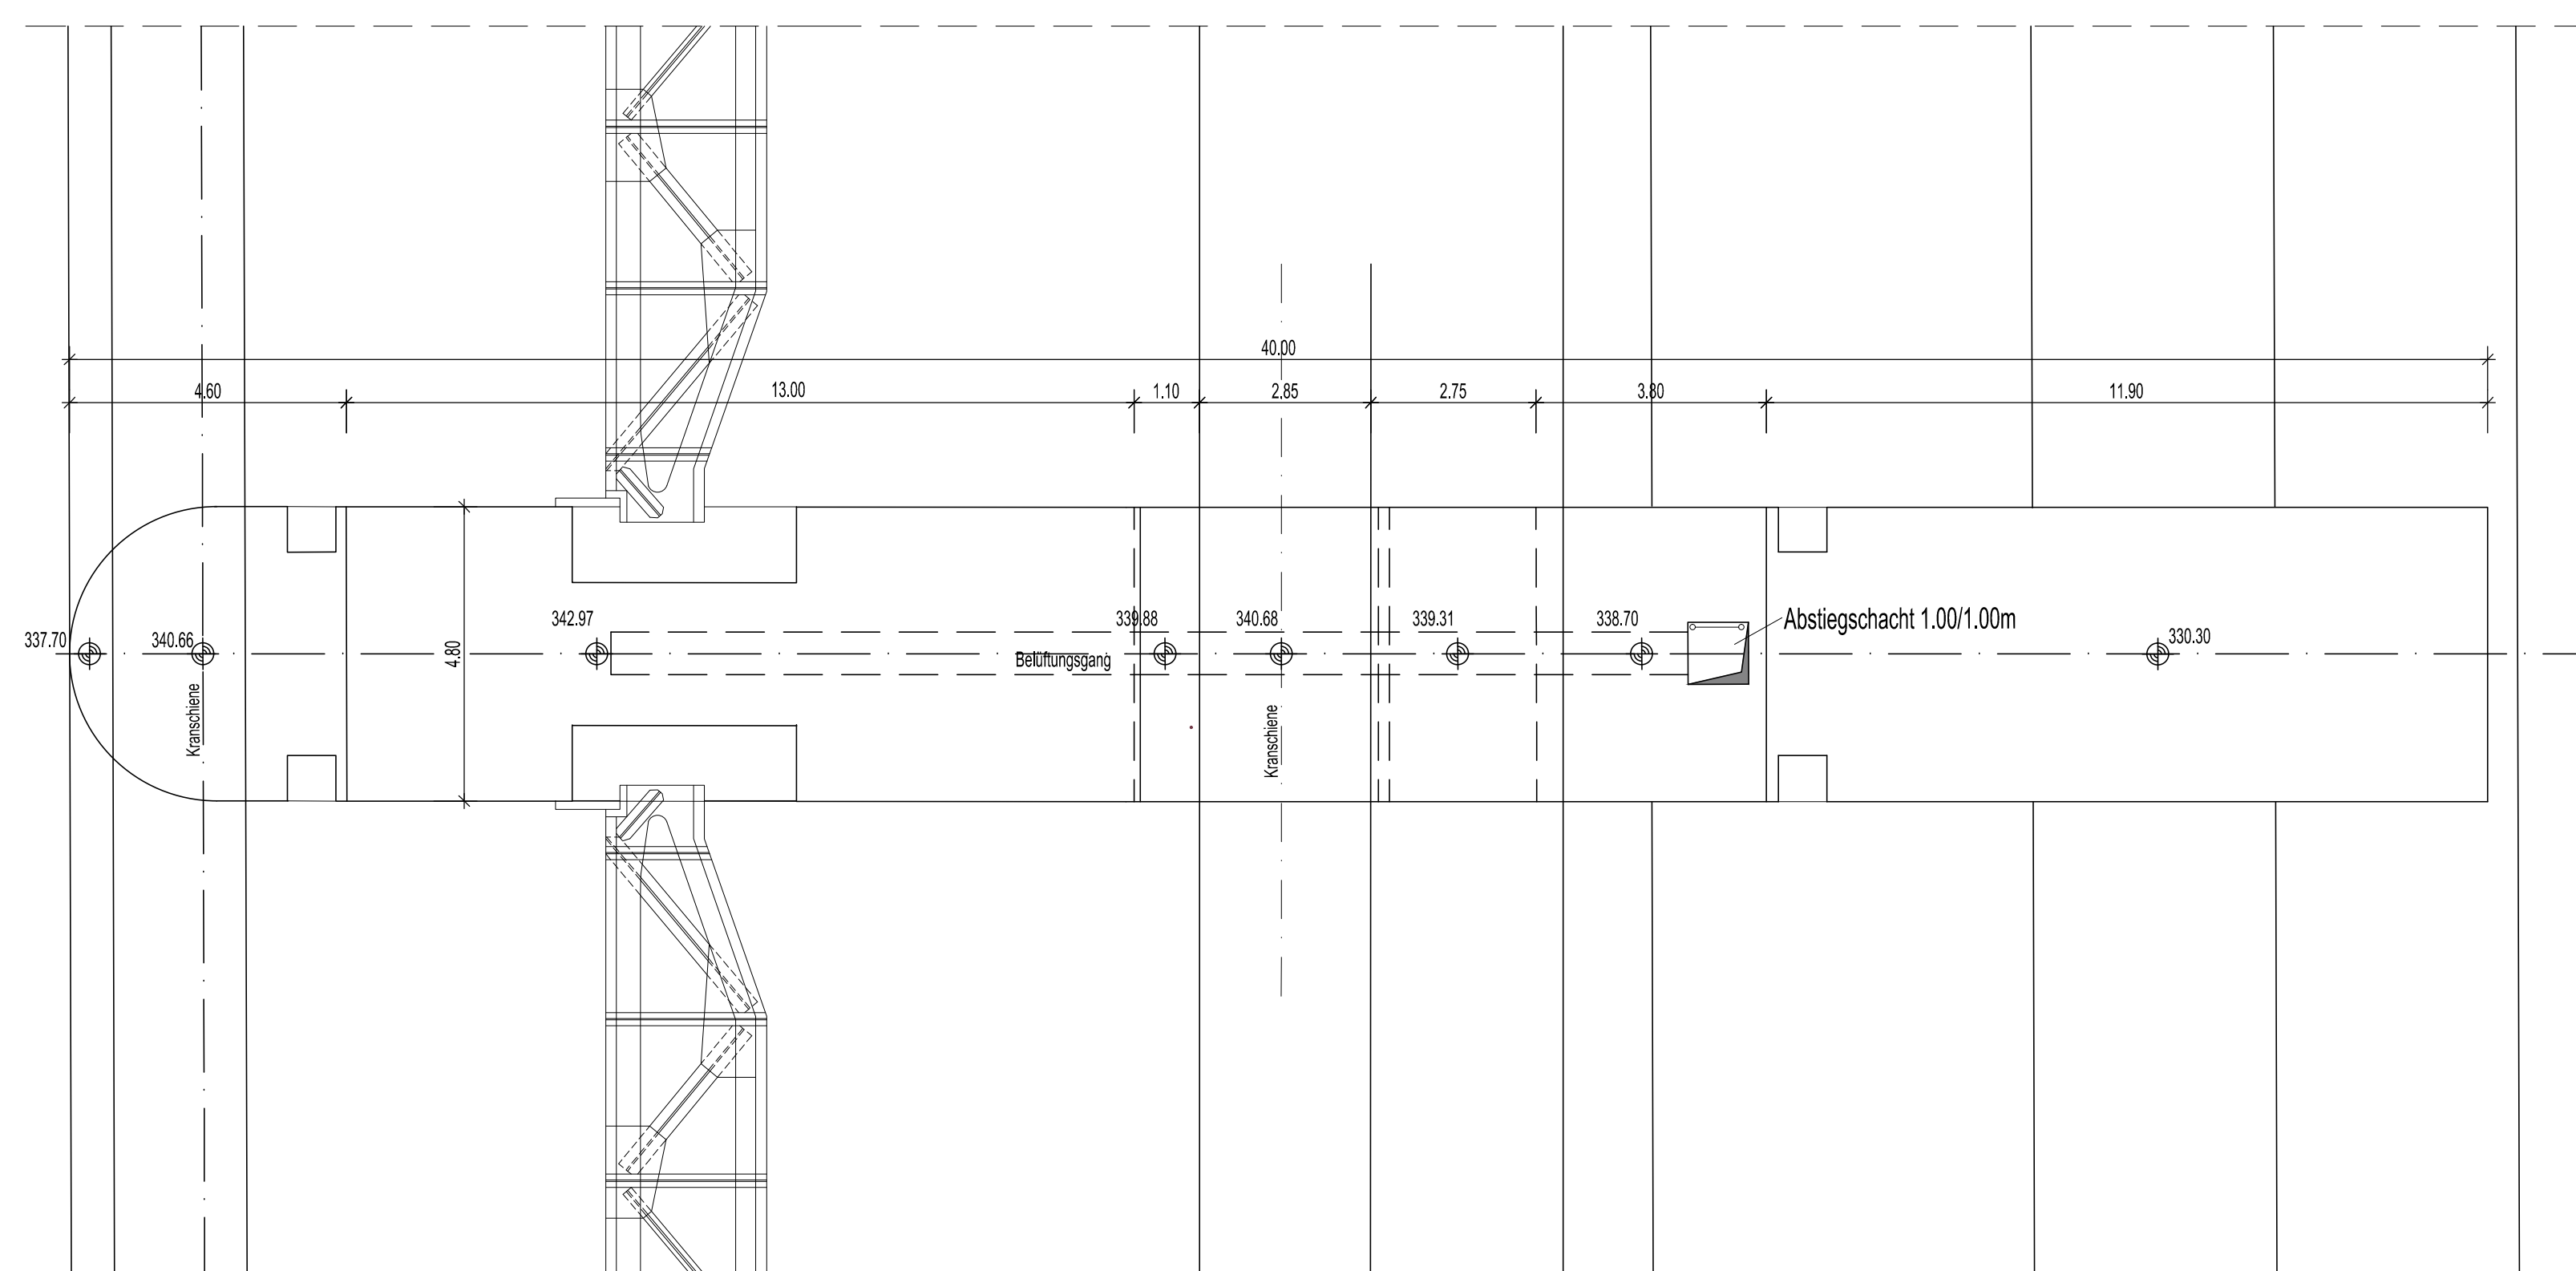 40.00
4.60 13.00 1.10 2.85 2.75 3.80 11.90
342.97 339.88 340.68 339.31 338.70 Abstiegschacht 1.00/1.00m
337.70 340.66 330.30
4.80
Belüftungsgang
Kranschiene
Kranschiene